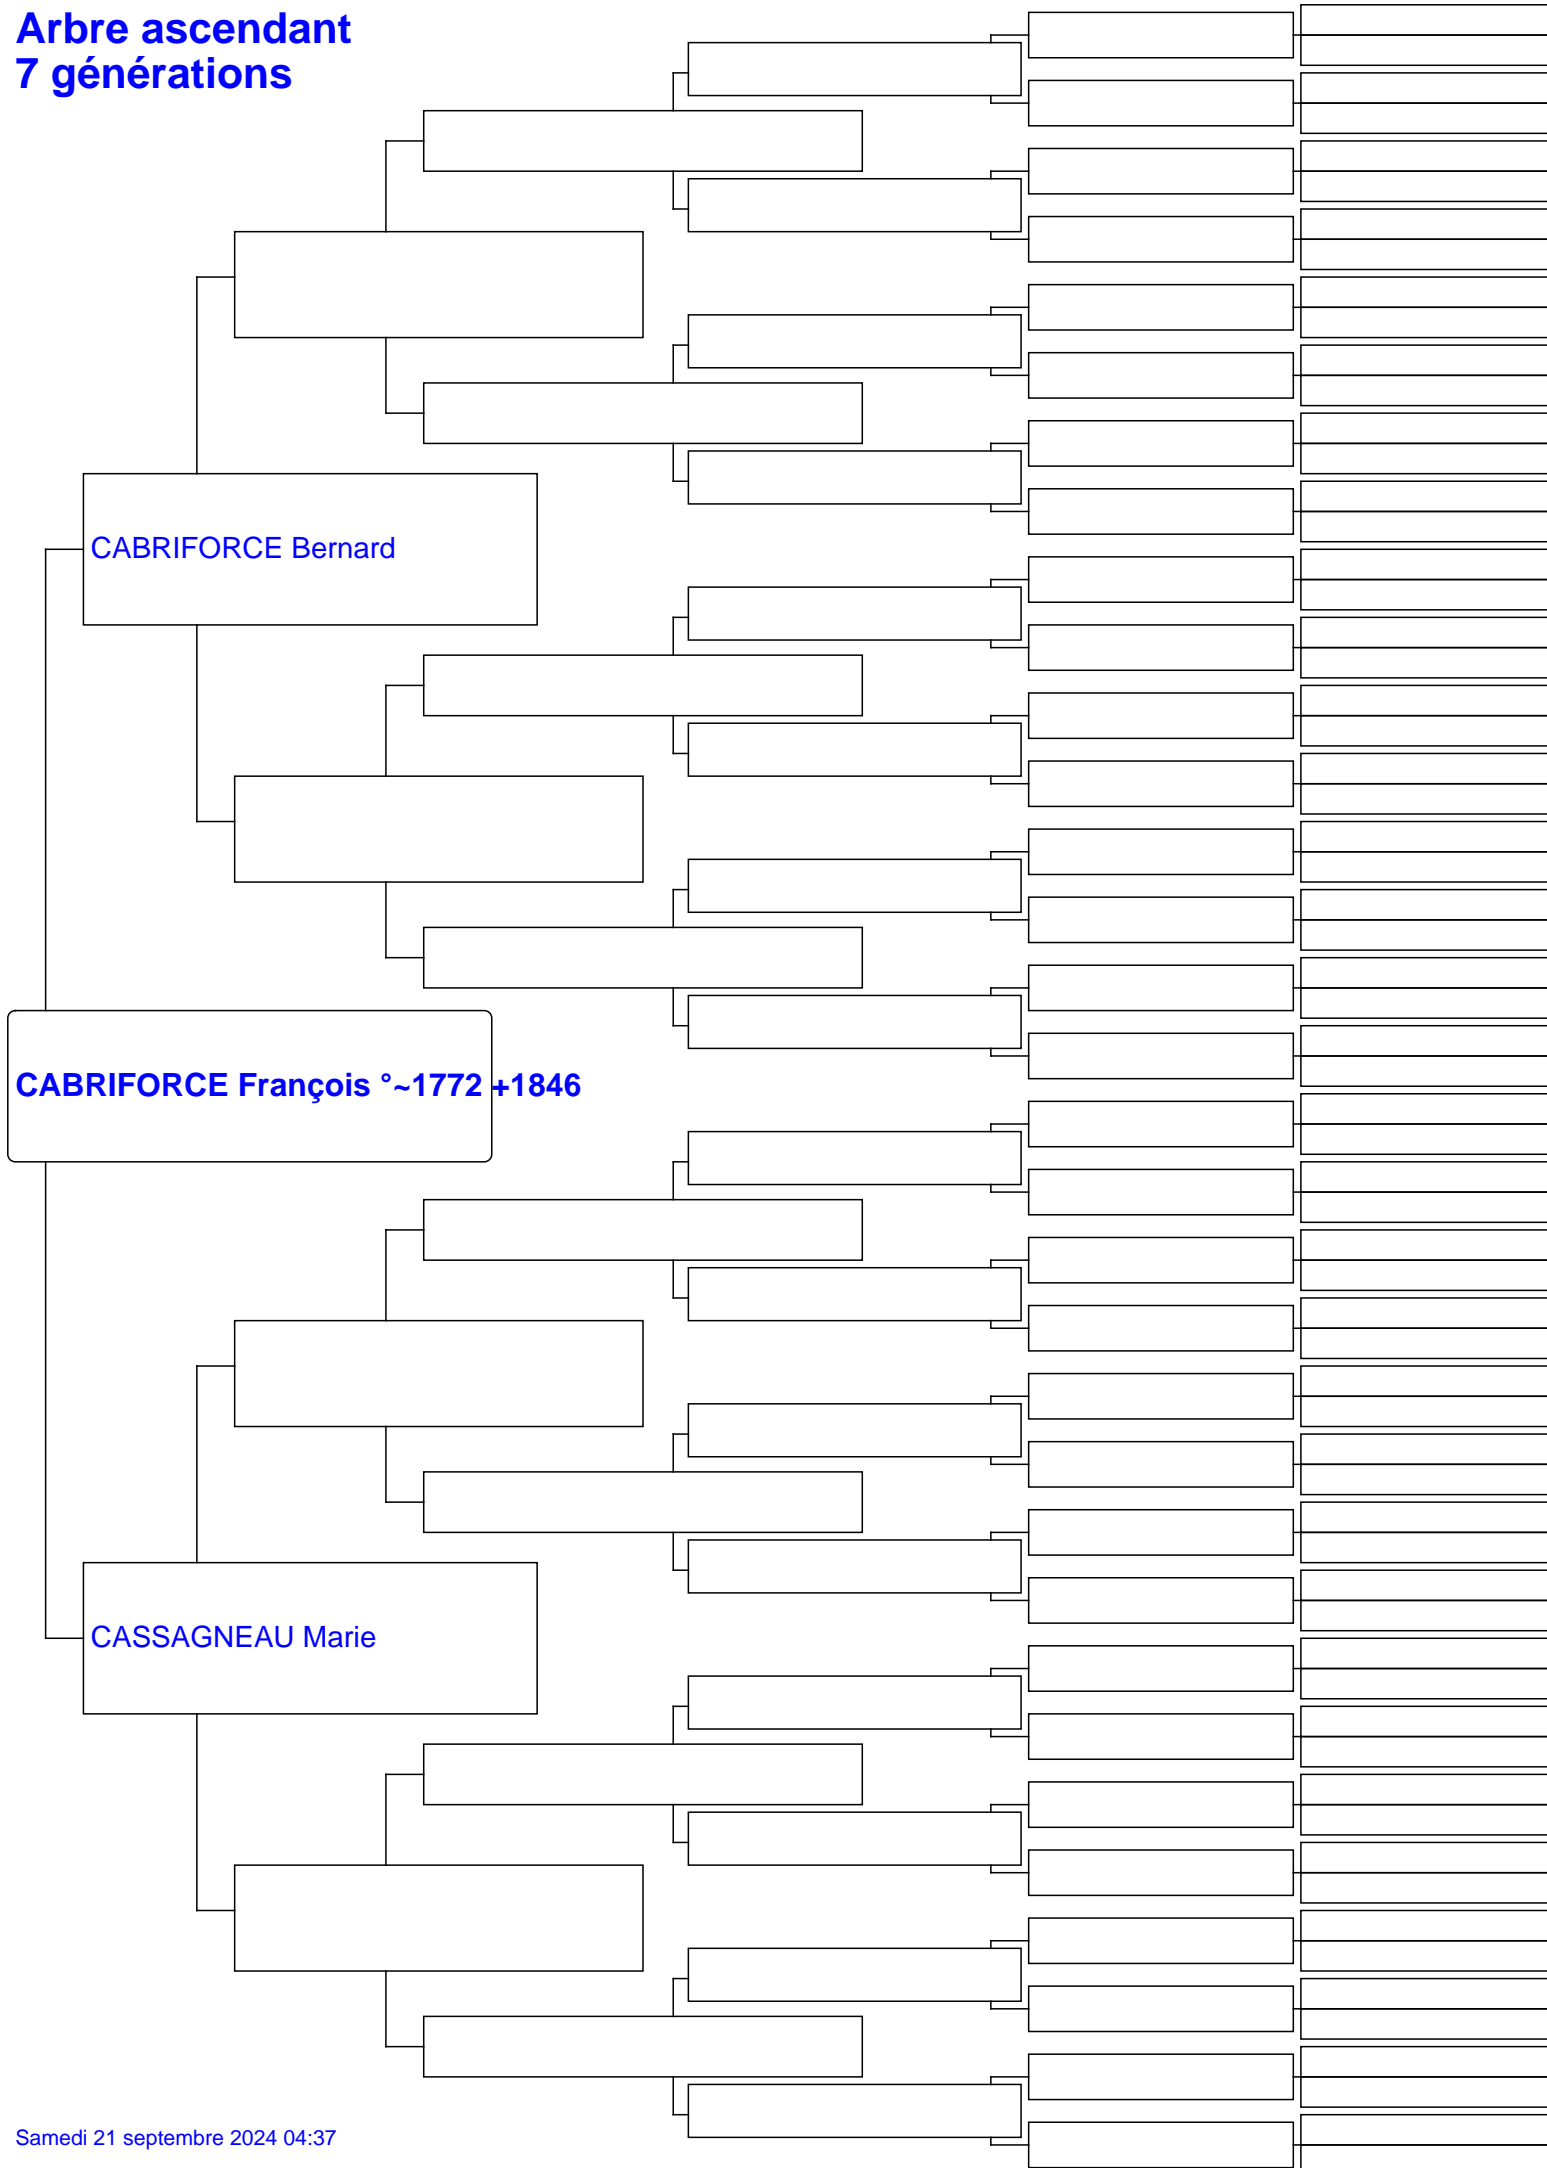 Arbre ascendant
7 générations
CABRIFORCE Bernard
CABRIFORCE François °~1772 +1846
CASSAGNEAU Marie
Samedi 21 septembre 2024 04:37